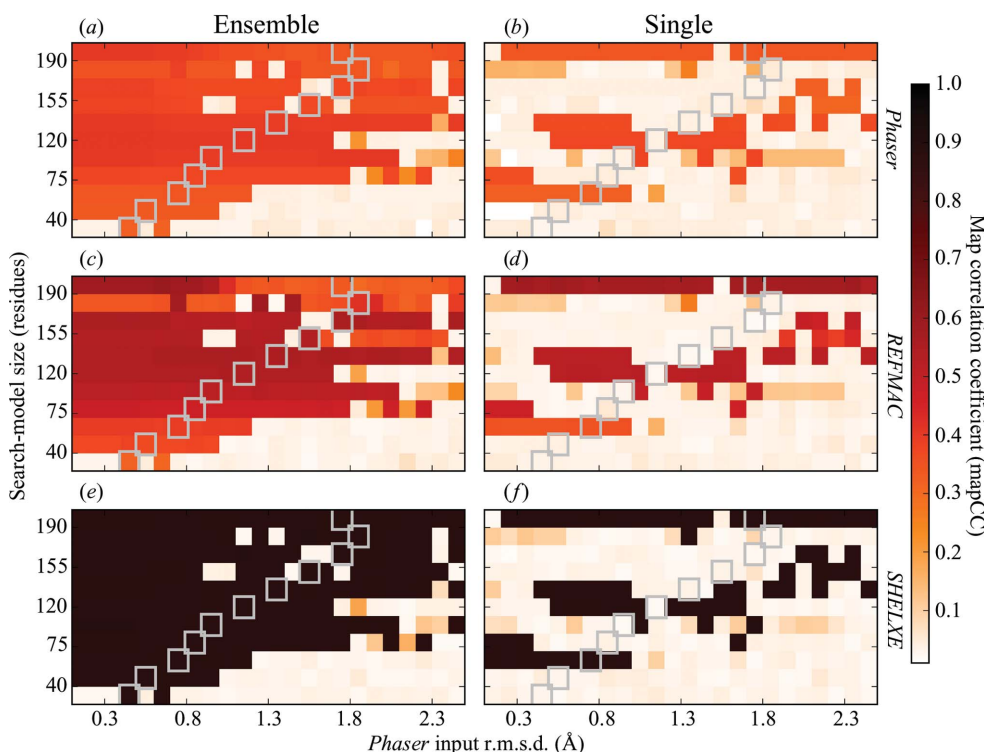 Ensemble
Single
(a)
(b)
190
155
120
75
40
Phaser
(c)
(d)
190
155
120
75
40
REFMAC
(e)
(f)
190
155
120
75
40
SHELXE
Search-model size (residues)
0.3 0.8 1.3 1.8 2.3
0.3 0.8 1.3 1.8 2.3
Phaser input r.m.s.d. (Å)
1.0
0.9
0.8
0.7
0.6
0.5
0.4
0.3
0.2
0.1
Map correlation coefficient (mapCC)